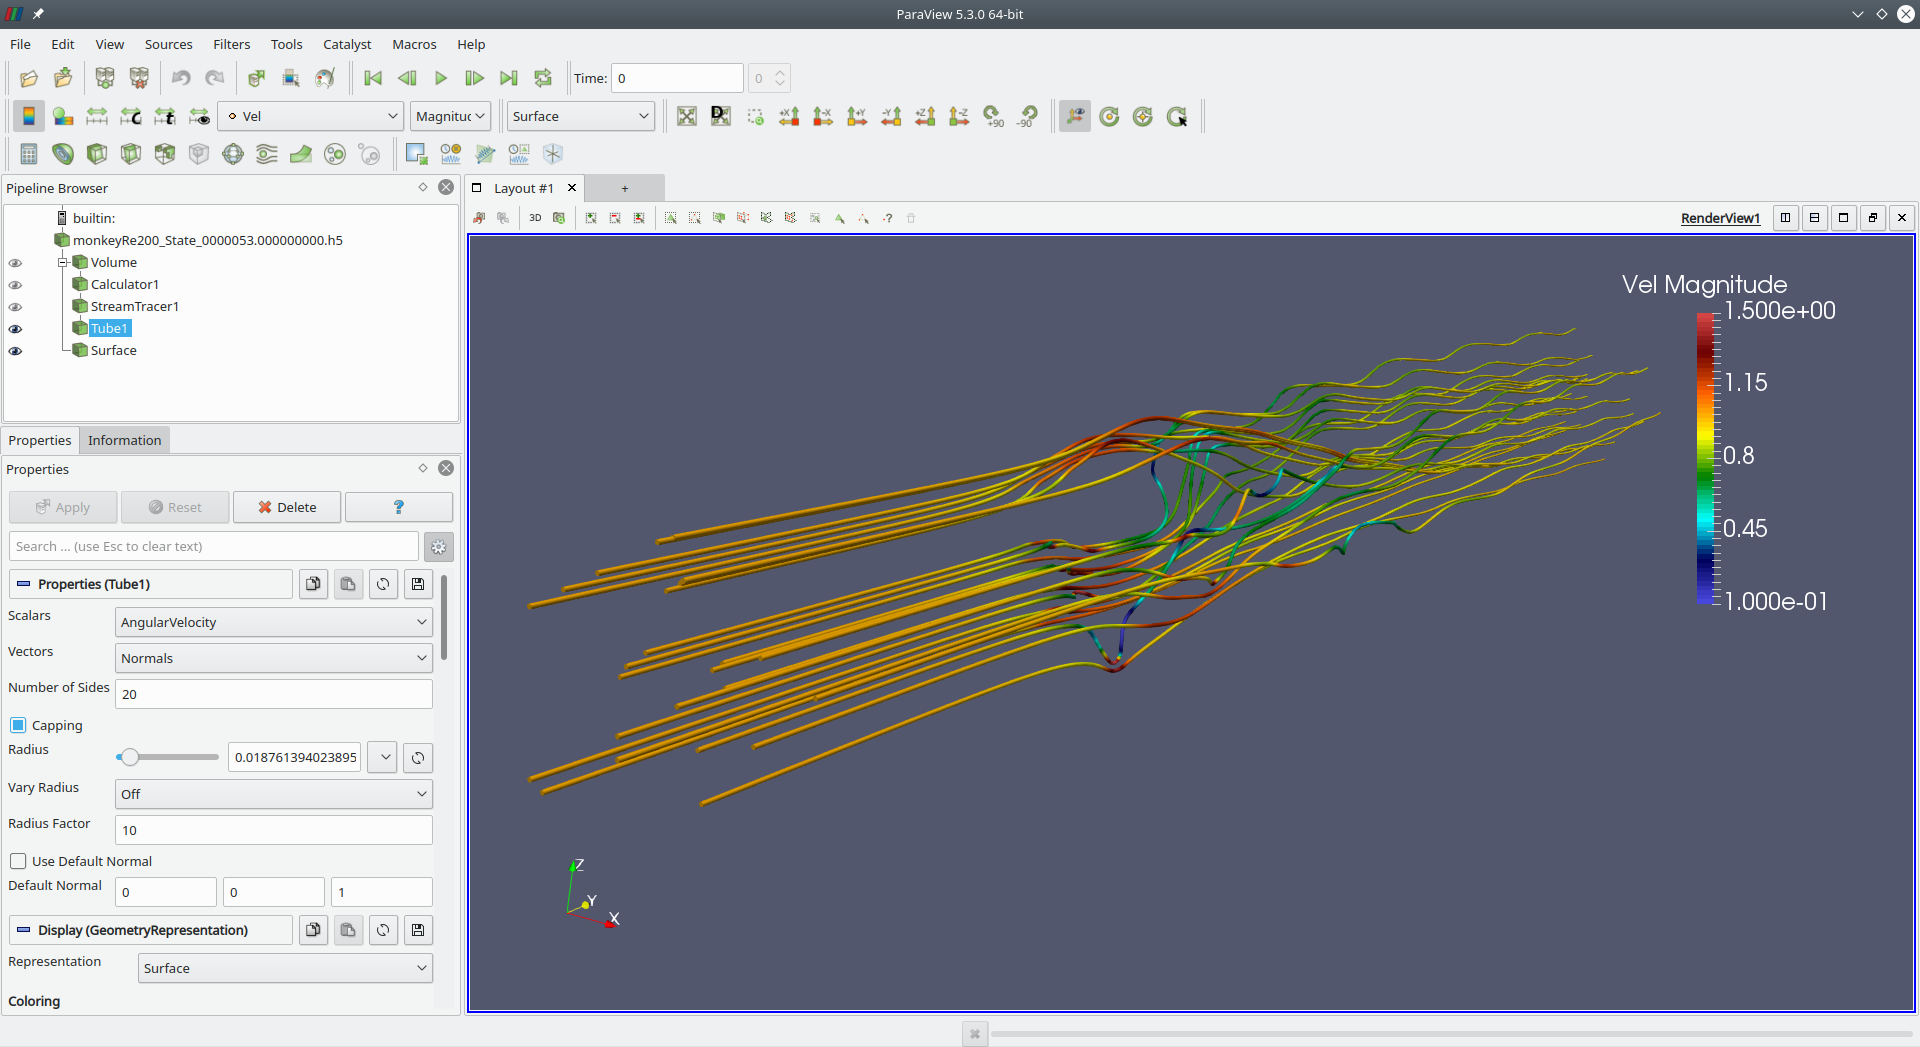 ParaView 5.3.0 64-bit
File Edit View Sources Filters Tools Catalyst Macros Help
Time: 0 0
Vel Magnituc Surface
+X -X +Y -Y +Z -Z +90 -90
Pipeline Browser
builtin:
monkeyRe200_State_0000053.000000000.h5
Volume
Calculator1
StreamTracer1
Tube1
Surface
Properties Information
Properties
Apply Reset Delete ?
Search ... (use Esc to clear text)
Properties (Tube1)
Scalars AngularVelocity
Vectors Normals
Number of Sides 20
Capping
Radius 0.018761394023895
Vary Radius Off
Radius Factor 10
Use Default Normal
Default Normal 0 0 1
Display (GeometryRepresentation)
Representation Surface
Coloring
Layout #1 +
3D RenderView1
Vel Magnitude
1.500e+00
1.15
0.8
0.45
1.000e-01
Z
Y
X